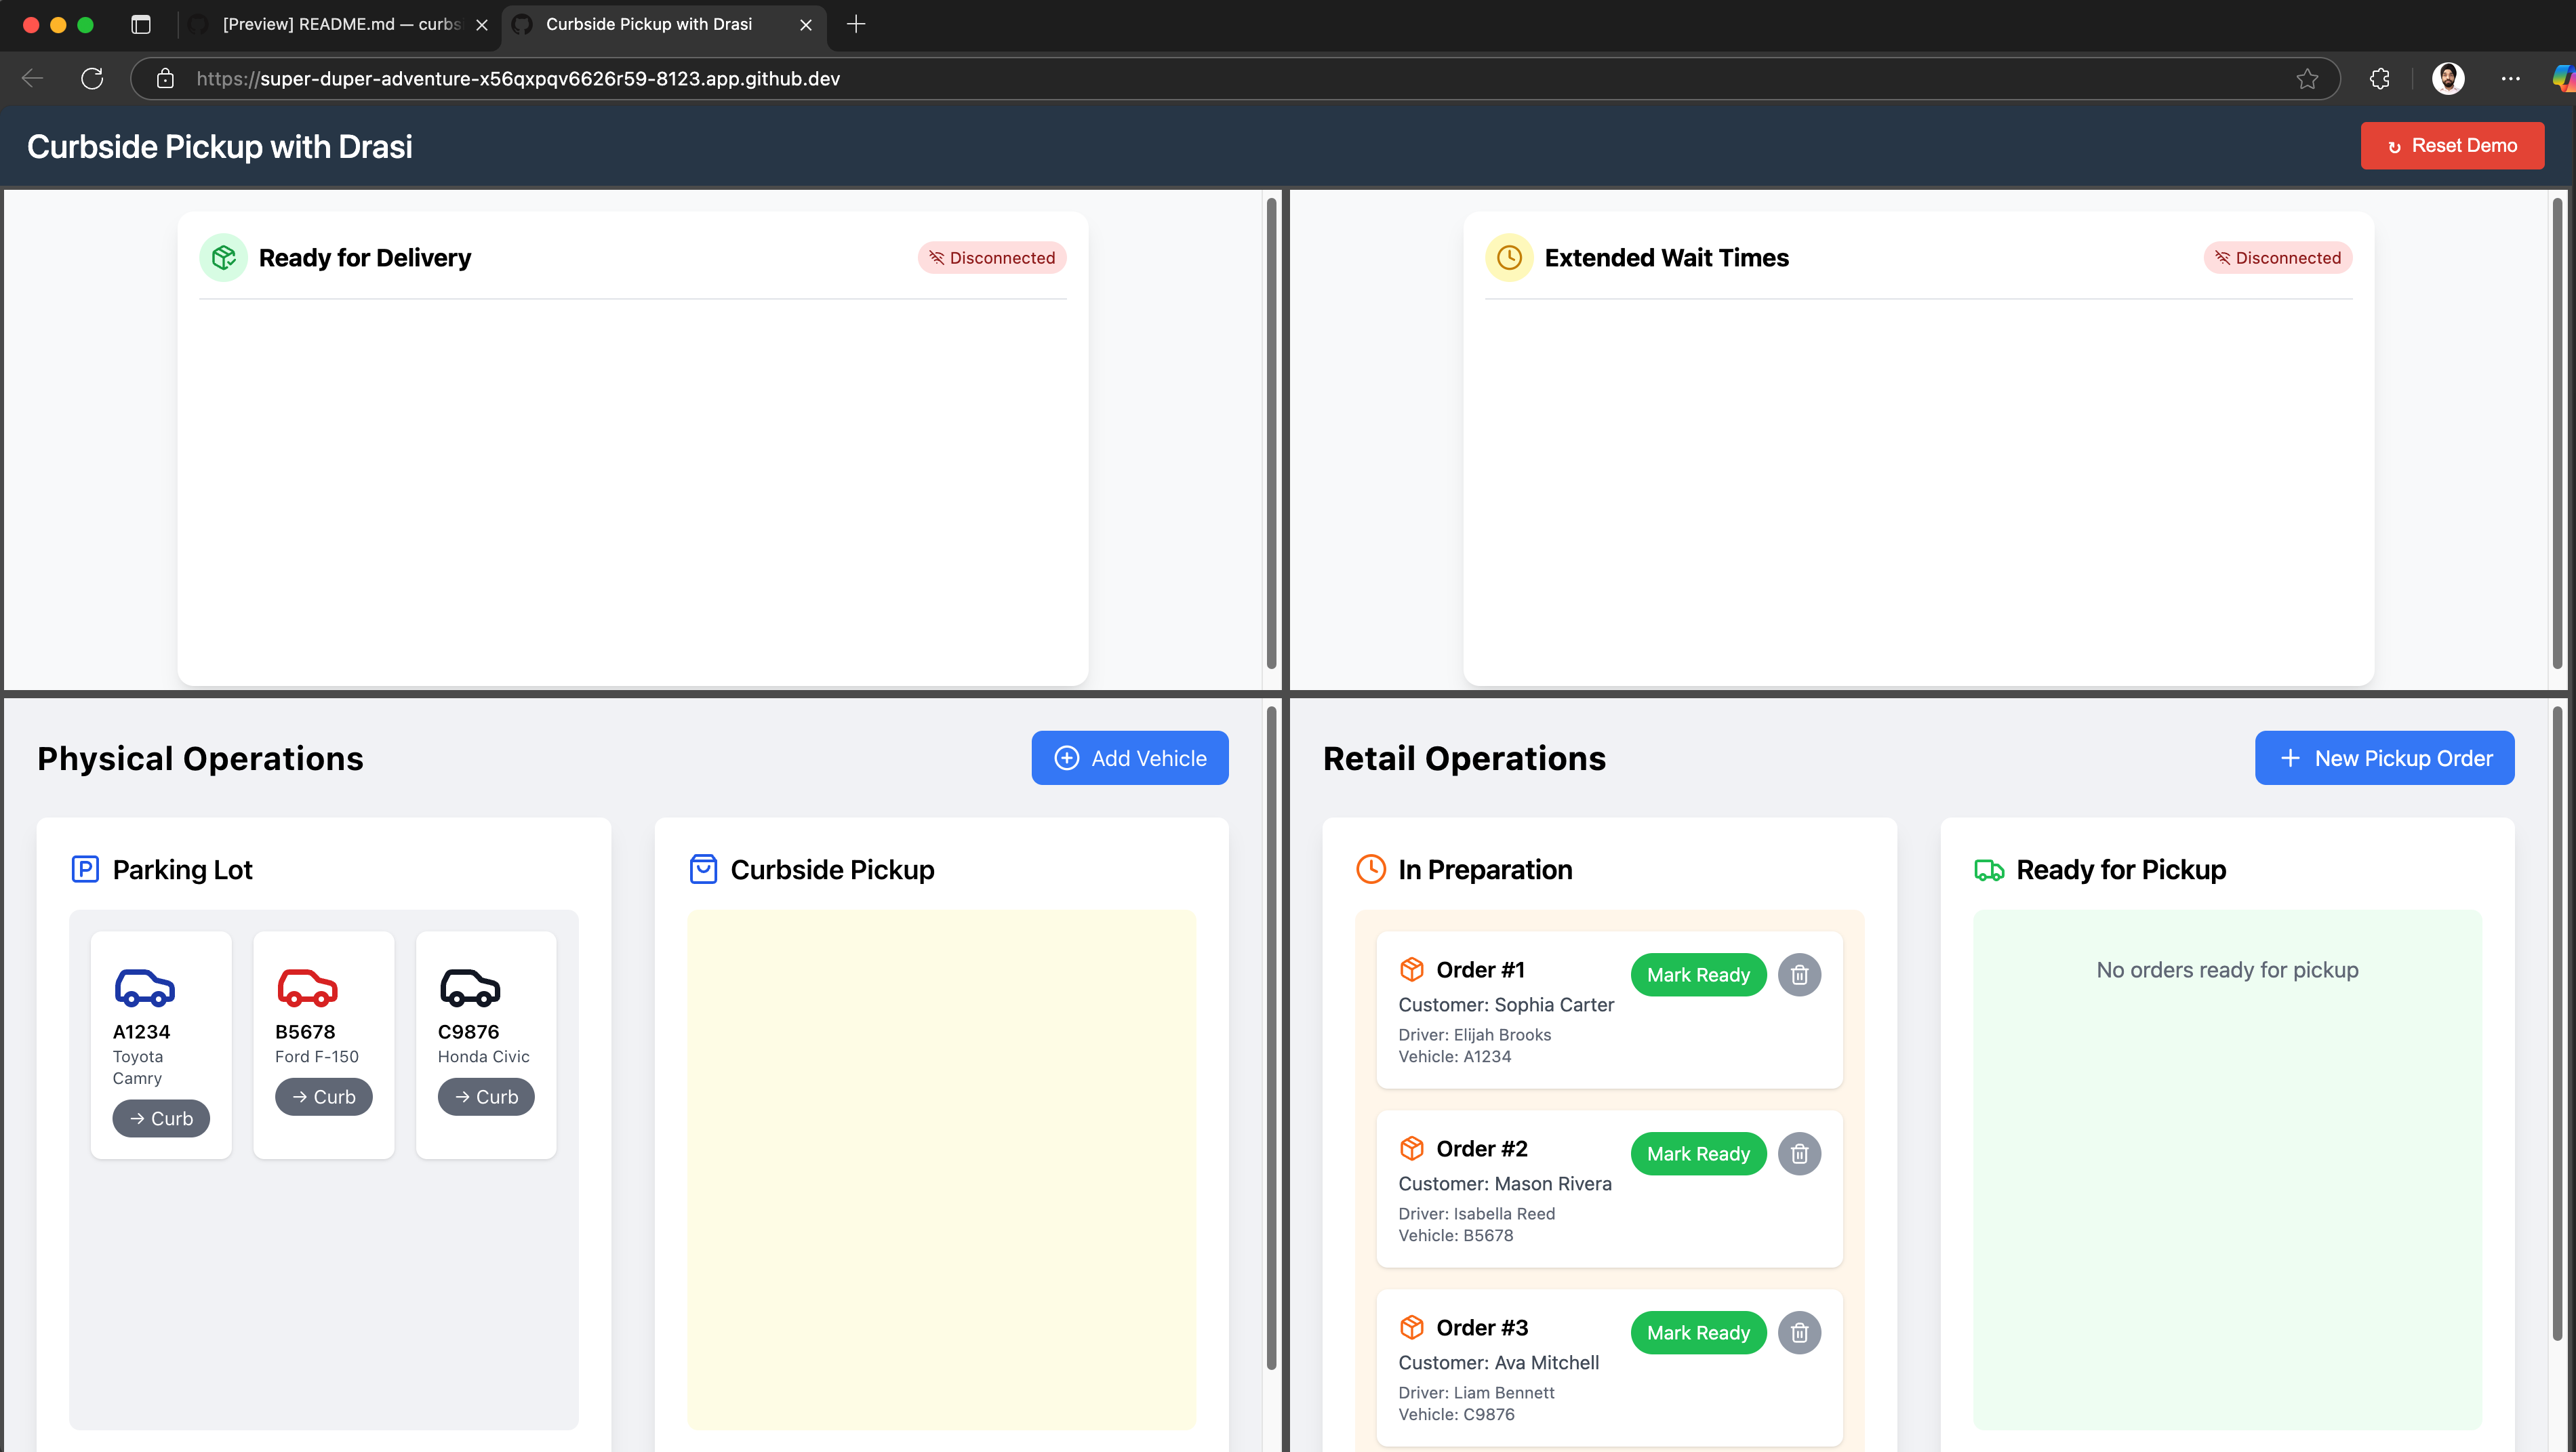 [Preview] README.md — curbs
Curbside Pickup with Drasi
https://super-duper-adventure-x56qxpqv6626r59-8123.app.github.dev
Curbside Pickup with Drasi
Reset Demo
Ready for Delivery
Disconnected
Extended Wait Times
Disconnected
Physical Operations
Add Vehicle
Parking Lot
A1234
Toyota
Camry
→ Curb
B5678
Ford F-150
→ Curb
C9876
Honda Civic
→ Curb
Curbside Pickup
Retail Operations
New Pickup Order
In Preparation
Order #1
Mark Ready
Customer: Sophia Carter
Driver: Elijah Brooks
Vehicle: A1234
Order #2
Mark Ready
Customer: Mason Rivera
Driver: Isabella Reed
Vehicle: B5678
Order #3
Mark Ready
Customer: Ava Mitchell
Driver: Liam Bennett
Vehicle: C9876
Ready for Pickup
No orders ready for pickup